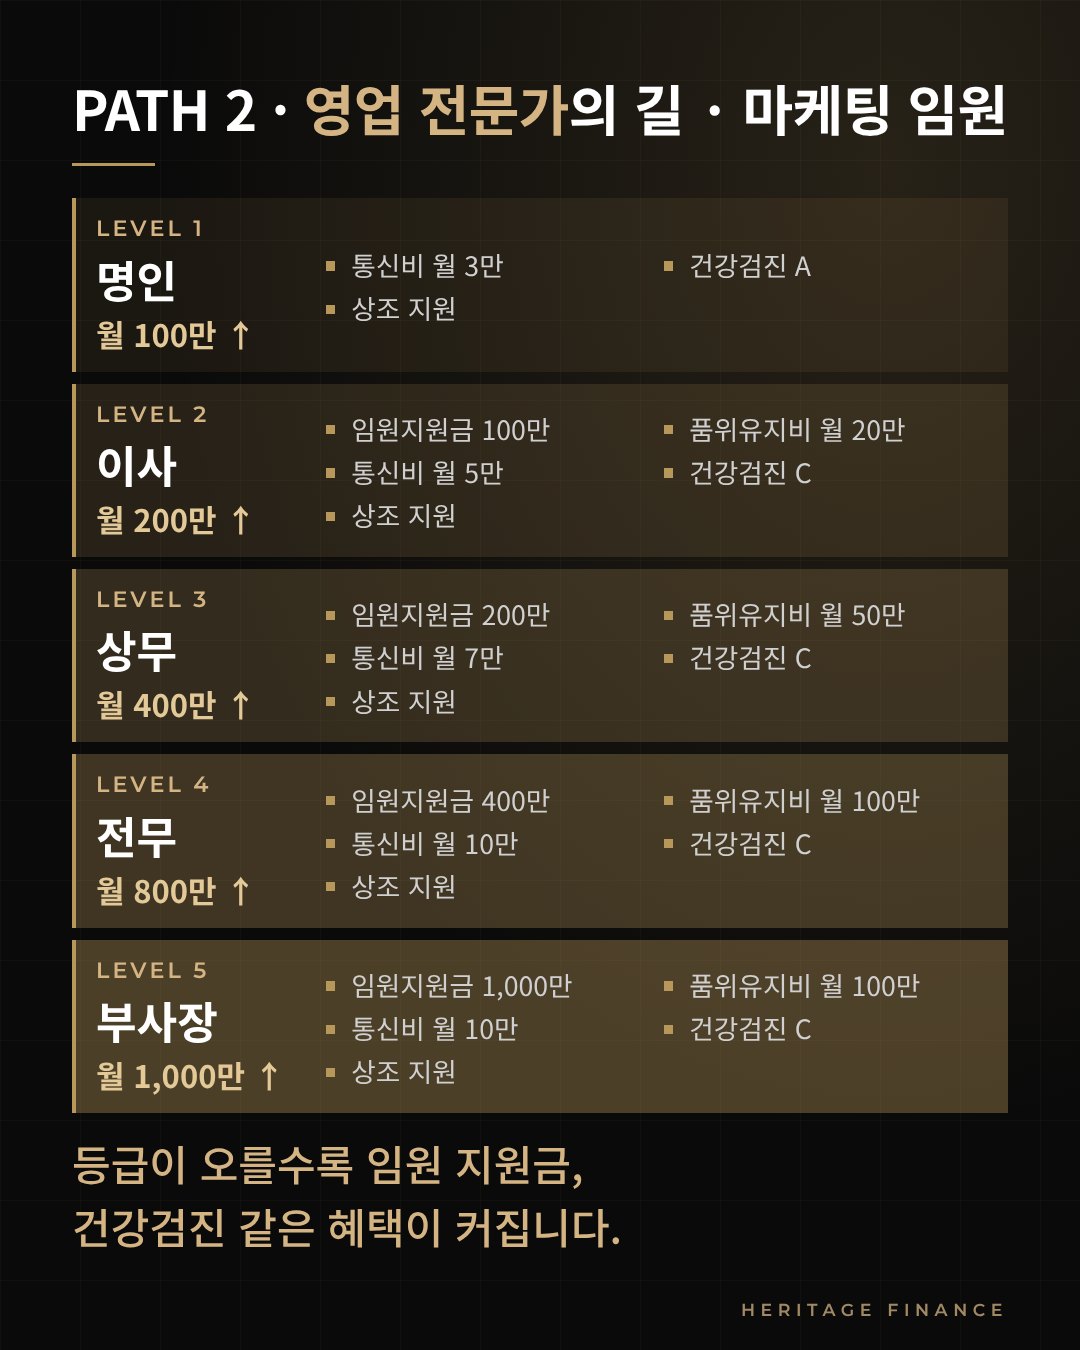 PATH 2 · 영업 전문가의 길 · 마케팅 임원
LEVEL 1
명인
월 100만 ↑
통신비 월 3만
상조 지원
건강검진 A
LEVEL 2
이사
월 200만 ↑
임원지원금 100만
통신비 월 5만
상조 지원
품위유지비 월 20만
건강검진 C
LEVEL 3
상무
월 400만 ↑
임원지원금 200만
통신비 월 7만
상조 지원
품위유지비 월 50만
건강검진 C
LEVEL 4
전무
월 800만 ↑
임원지원금 400만
통신비 월 10만
상조 지원
품위유지비 월 100만
건강검진 C
LEVEL 5
부사장
월 1,000만 ↑
임원지원금 1,000만
통신비 월 10만
상조 지원
품위유지비 월 100만
건강검진 C
등급이 오를수록 임원 지원금,
건강검진 같은 혜택이 커집니다.
HERITAGE FINANCE